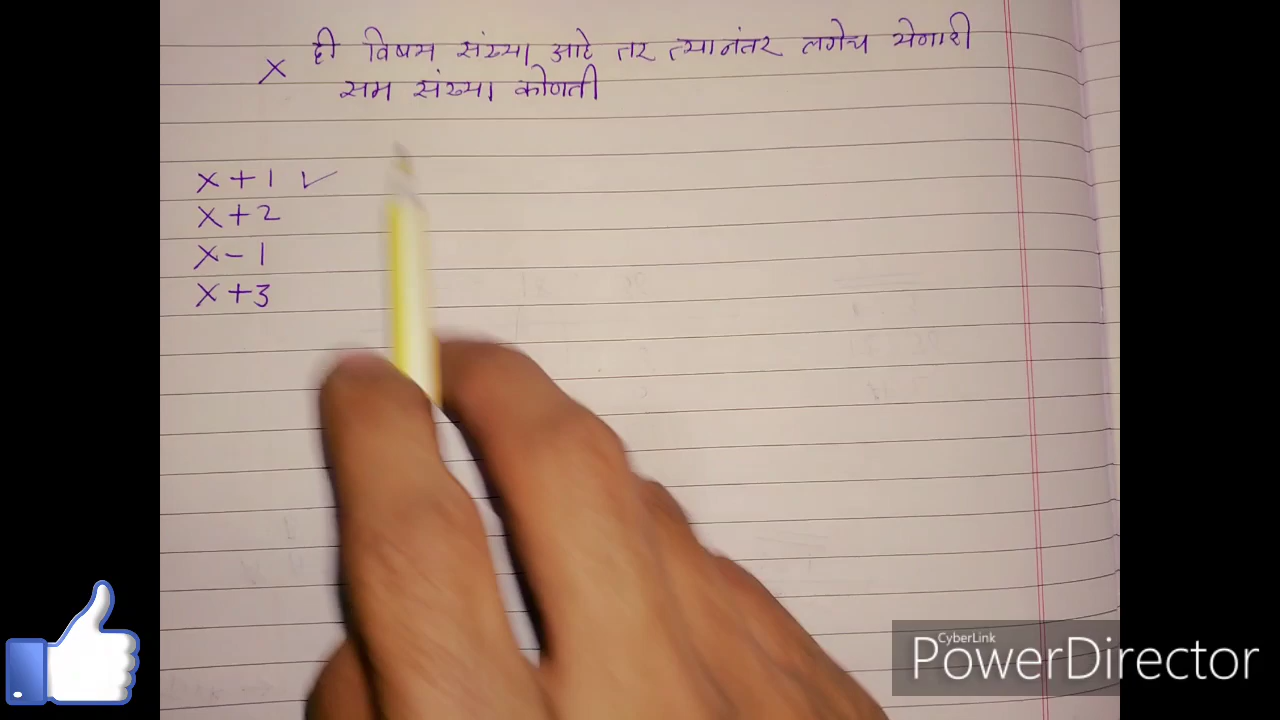 x ही विषम संख्या आहे तर त्यानंतर लगेच येणारी
सम संख्या कोणती
x + 1 ✓
x + 2
x - 1
x + 3
CyberLink
PowerDirector